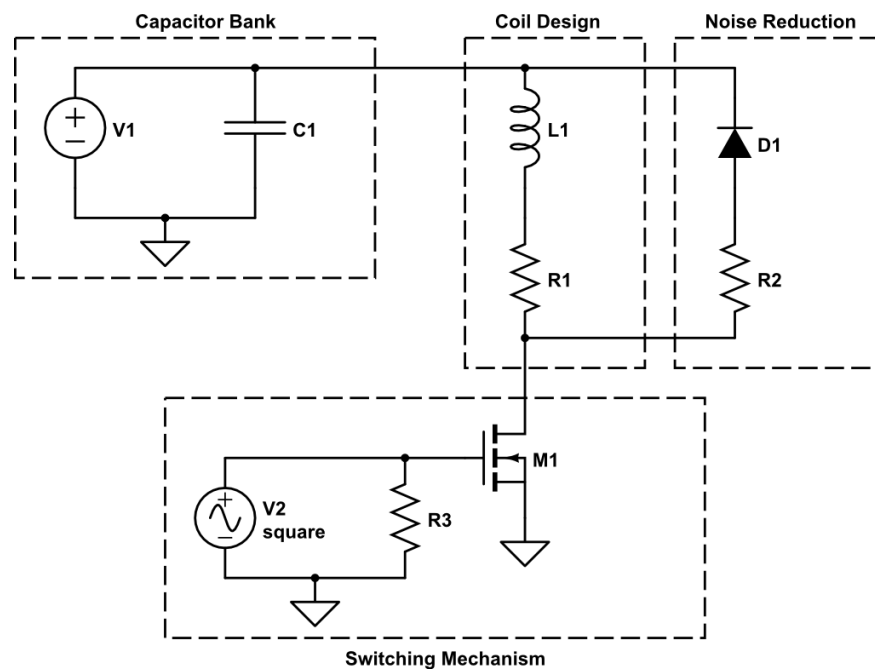 Capacitor Bank
Coil Design
Noise Reduction
V1
C1
L1
D1
R1
R2
M1
V2
square
R3
Switching Mechanism